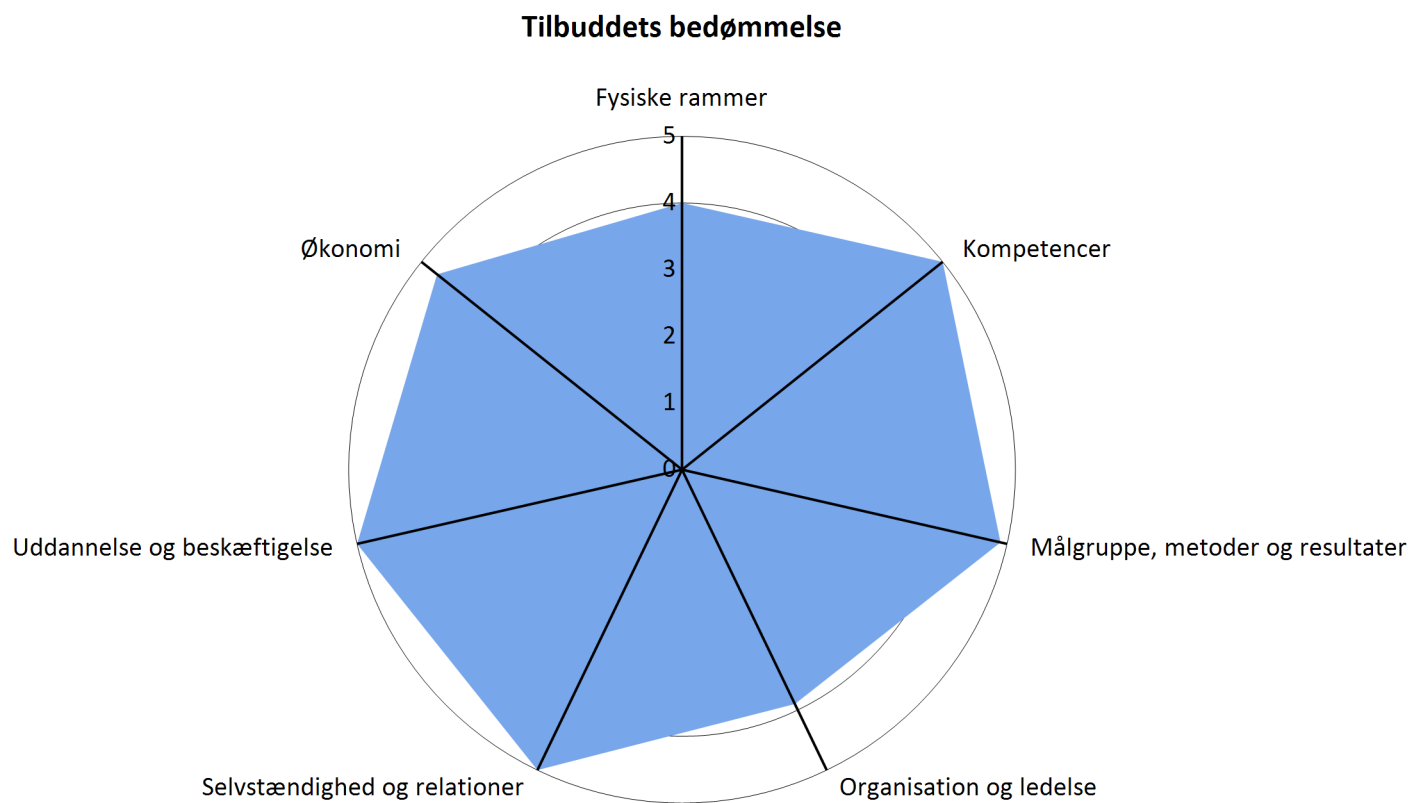 Tilbuddets bedømmelse
Fysiske rammer
5
4
Økonomi
Kompetencer
3
2
1
0
Uddannelse og beskæftigelse
Målgruppe, metoder og resultater
Selvstændighed og relationer
Organisation og ledelse